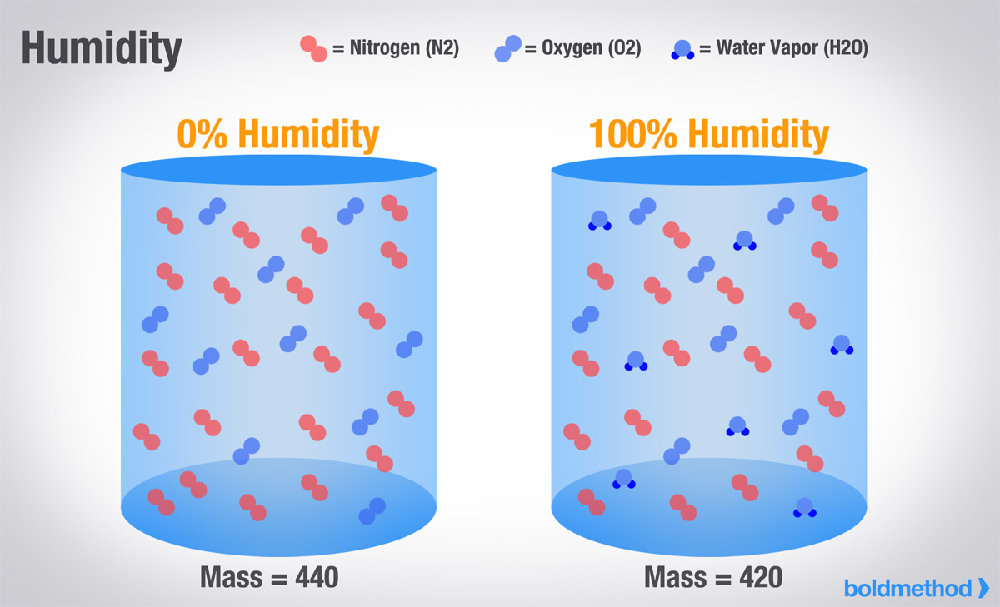 Humidity
= Nitrogen (N2)
= Oxygen (O2)
= Water Vapor (H2O)
0% Humidity
100% Humidity
Mass = 440
Mass = 420
boldmethod